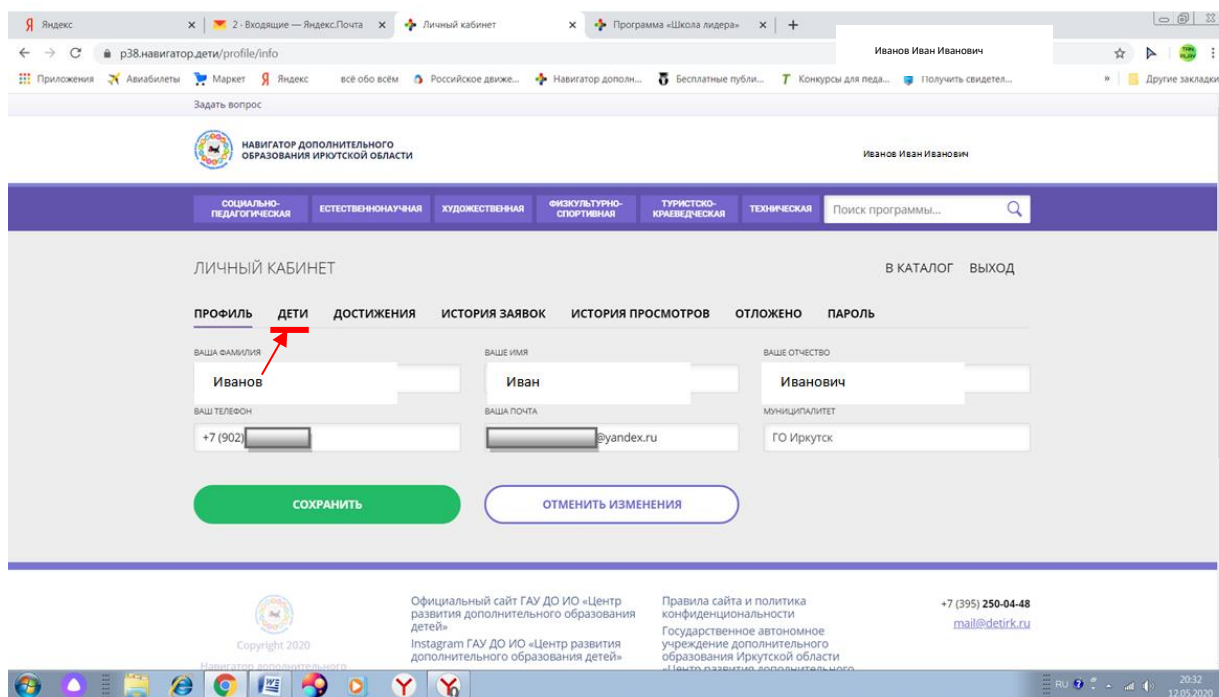 Яндекс
2 · Входящие — Яндекс.Почта
Личный кабинет
Программа «Школа лидера»
р38.навигатор.дети/profile/info
Иванов Иван Иванович
Приложения Авиабилеты Маркет Яндекс всё обо всём Российское движе... Навигатор дополн... Бесплатные публи... Конкурсы для педа... Получить свидетел... » Другие закладки
Задать вопрос
НАВИГАТОР ДОПОЛНИТЕЛЬНОГО
ОБРАЗОВАНИЯ ИРКУТСКОЙ ОБЛАСТИ
Иванов Иван Иванович
СОЦИАЛЬНО-
ПЕДАГОГИЧЕСКАЯ
ЕСТЕСТВЕННОНАУЧНАЯ
ХУДОЖЕСТВЕННАЯ
ФИЗКУЛЬТУРНО-
СПОРТИВНАЯ
ТУРИСТСКО-
КРАЕВЕДЧЕСКАЯ
ТЕХНИЧЕСКАЯ
Поиск программы...
ЛИЧНЫЙ КАБИНЕТ
В КАТАЛОГ ВЫХОД
ПРОФИЛЬ ДЕТИ ДОСТИЖЕНИЯ ИСТОРИЯ ЗАЯВОК ИСТОРИЯ ПРОСМОТРОВ ОТЛОЖЕНО ПАРОЛЬ
ВАША ФАМИЛИЯ ВАШЕ ИМЯ ВАШЕ ОТЧЕСТВО
Иванов Иван Иванович
ВАШ ТЕЛЕФОН ВАША ПОЧТА МУНИЦИПАЛИТЕТ
+7 (902) @yandex.ru ГО Иркутск
СОХРАНИТЬ ОТМЕНИТЬ ИЗМЕНЕНИЯ
Copyright 2020
Навигатор дополнительного
Официальный сайт ГАУ ДО ИО «Центр
развития дополнительного образования
детей»
Instagram ГАУ ДО ИО «Центр развития
дополнительного образования детей»
Правила сайта и политика
конфиденциональности
Государственное автономное
учреждение дополнительного
образования Иркутской области
«Центр развития дополнительного
+7 (395) 250-04-48
mail@detirk.ru
RU
20:32
12.05.2020